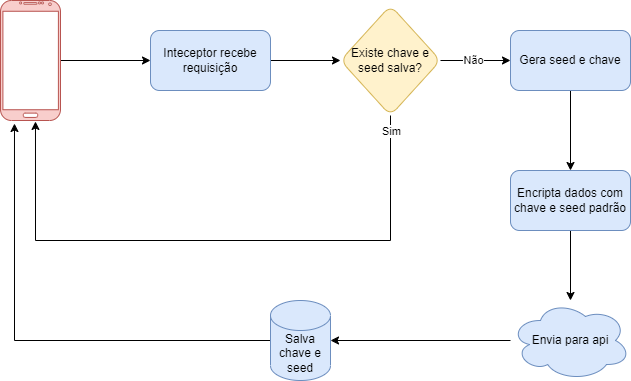 Inteceptor recebe
requisição
Existe chave e
seed salva?
Não
Gera seed e chave
Sim
Encripta dados com
chave e seed padrão
Envia para api
Salva
chave e
seed